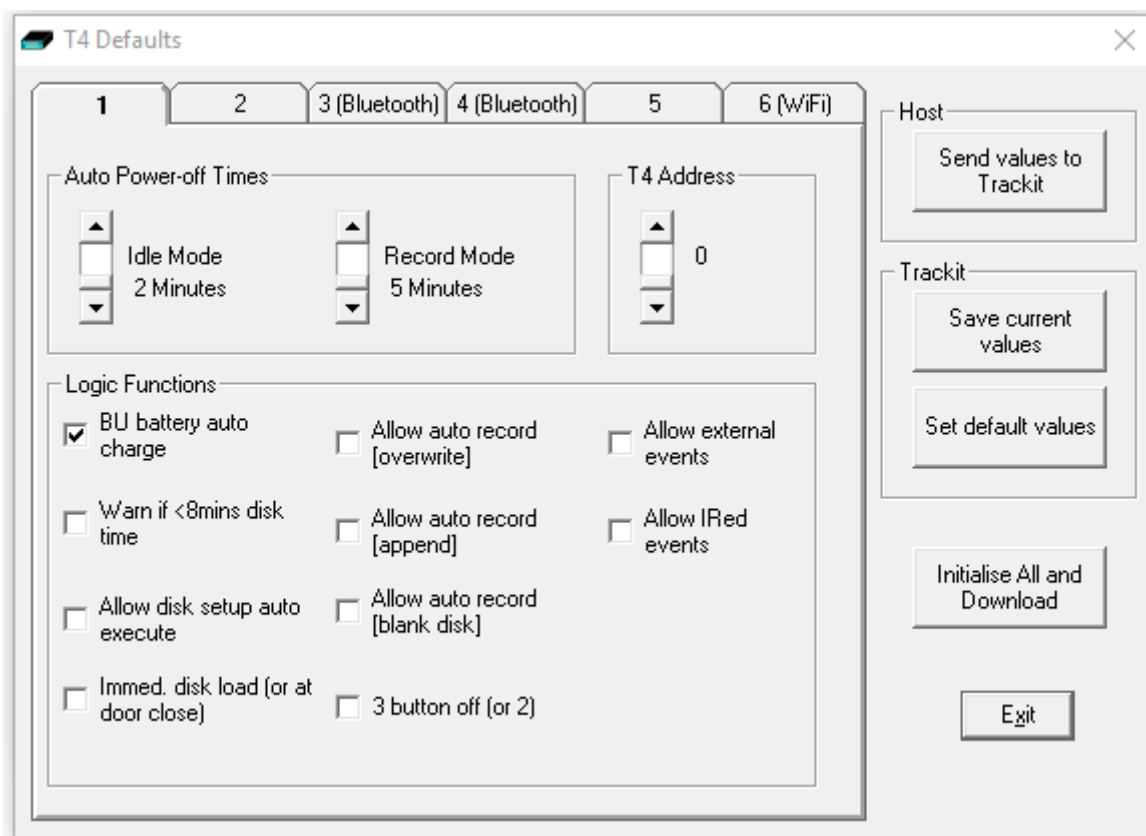 T4 Defaults
1
2
3 (Bluetooth)
4 (Bluetooth)
5
6 (WiFi)
Auto Power-off Times
Idle Mode
2 Minutes
Record Mode
5 Minutes
T4 Address
0
Logic Functions
BU battery auto
charge
Warn if <8mins disk
time
Allow disk setup auto
execute
Immed. disk load (or at
door close)
Allow auto record
[overwrite]
Allow auto record
[append]
Allow auto record
[blank disk]
3 button off (or 2)
Allow external
events
Allow IRed
events
Host
Send values to
Trackit
Trackit
Save current
values
Set default values
Initialise All and
Download
Exit